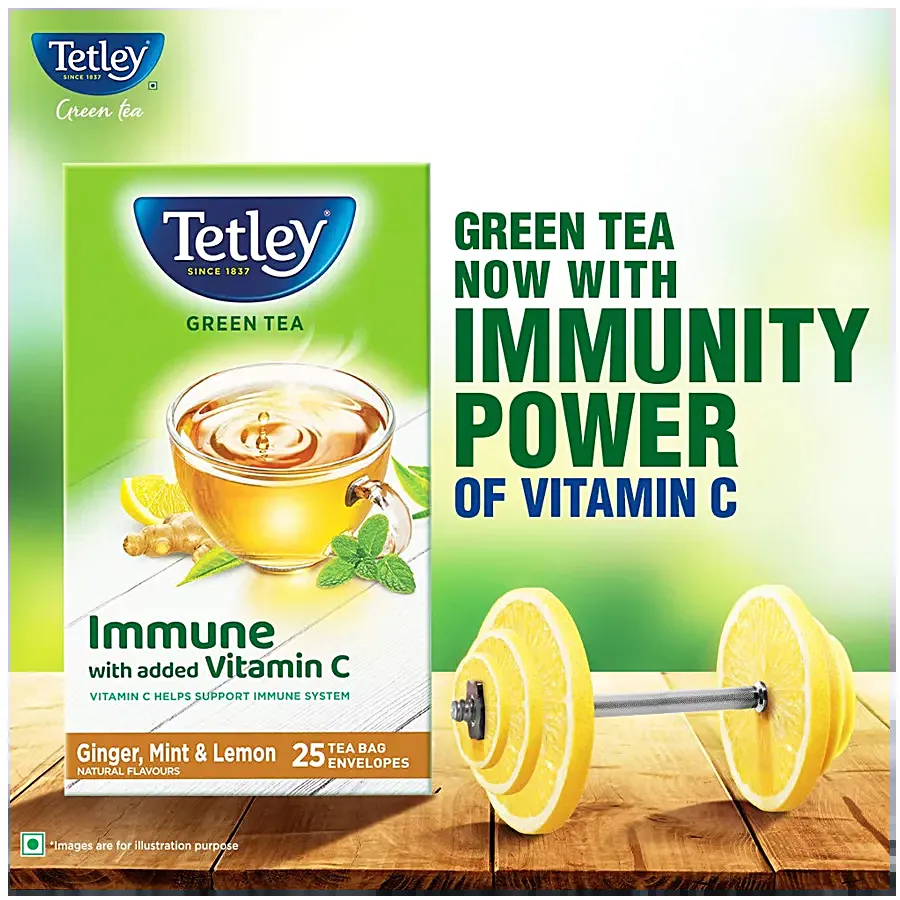 Tetley®
SINCE 1837
Green tea
Tetley®
SINCE 1837
GREEN TEA
Immune
with added Vitamin C
VITAMIN C HELPS SUPPORT IMMUNE SYSTEM
Ginger, Mint & Lemon
NATURAL FLAVOURS
25 TEA BAG
ENVELOPES
GREEN TEA
NOW WITH
IMMUNITY
POWER
OF VITAMIN C
*Images are for illustration purpose